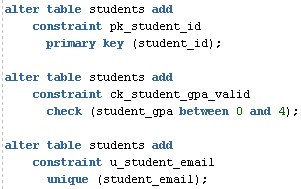 alter table students add
constraint pk_student_id
primary key (student_id);
alter table students add
constraint ck_student_gpa_valid
check (student_gpa between 0 and 4);
alter table students add
constraint u_student_email
unique (student_email);